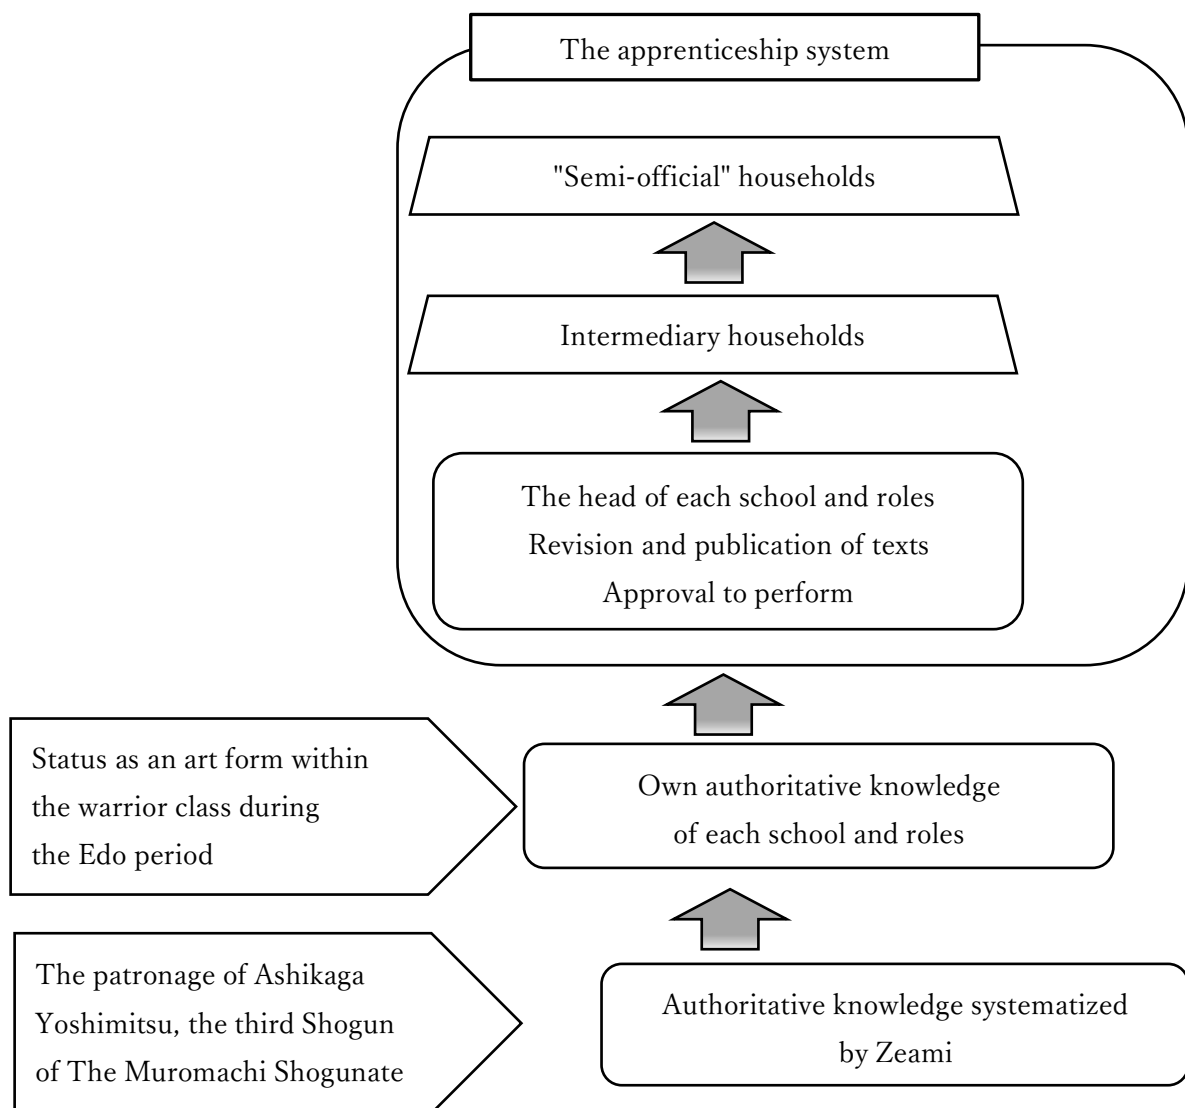 The apprenticeship system
"Semi-official" households
Intermediary households
The head of each school and roles
Revision and publication of texts
Approval to perform
Status as an art form within
the warrior class during
the Edo period
Own authoritative knowledge
of each school and roles
The patronage of Ashikaga
Yoshimitsu, the third Shogun
of The Muromachi Shogunate
Authoritative knowledge systematized
by Zeami